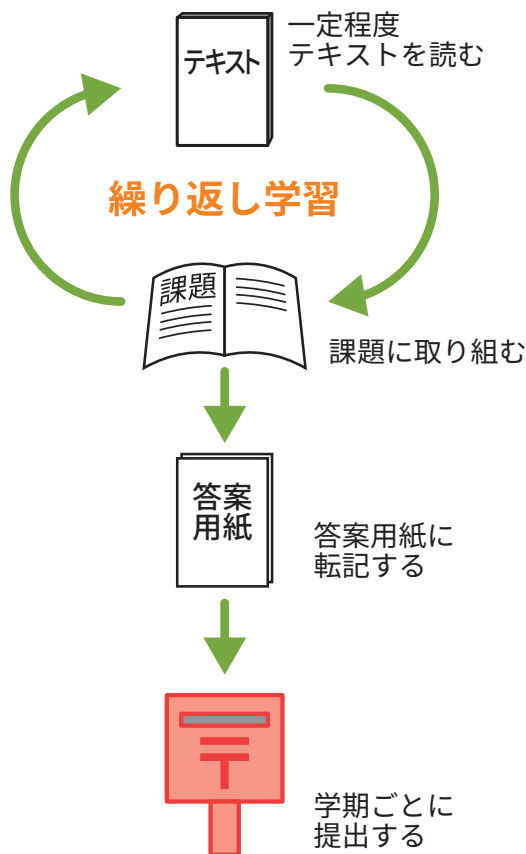 テキスト
一定程度
テキストを読む
繰り返し学習
課題
課題に取り組む
答案
用紙
答案用紙に
転記する
〒
学期ごとに
提出する